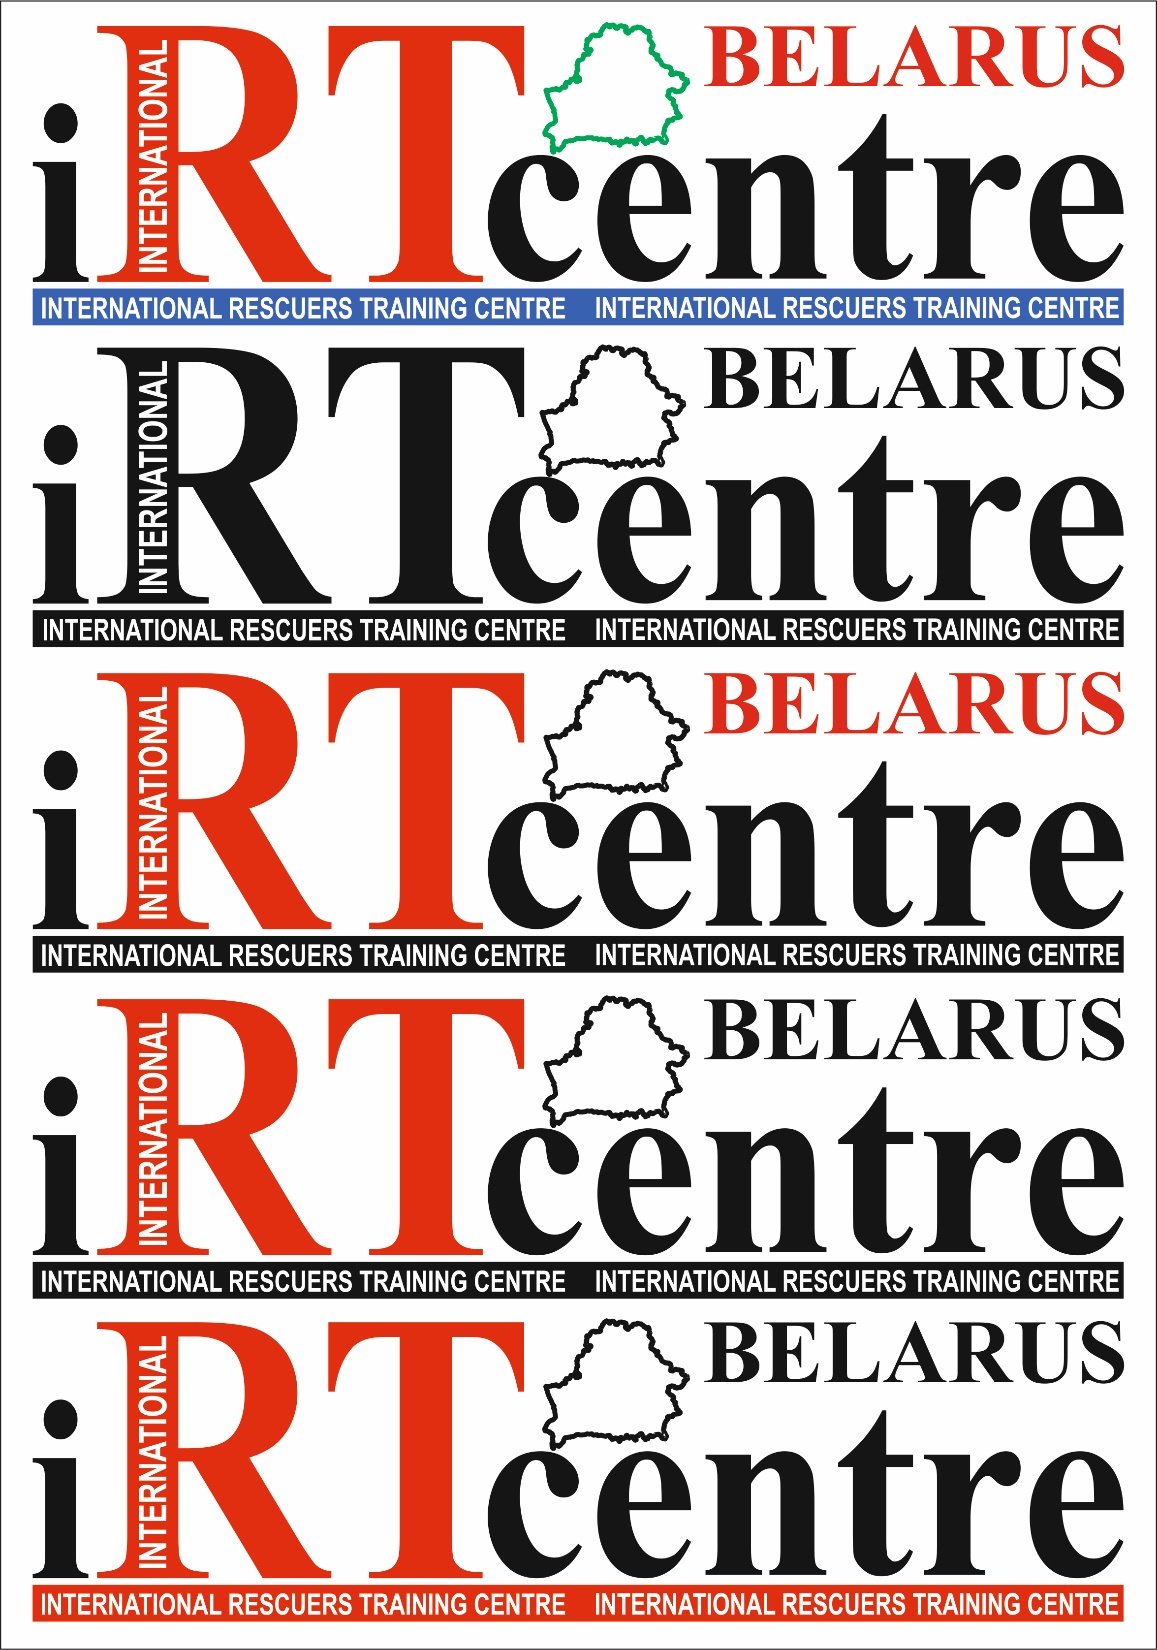 BELARUS
iRTcentre
INTERNATIONAL
INTERNATIONAL RESCUERS TRAINING CENTRE INTERNATIONAL RESCUERS TRAINING CENTRE
BELARUS
iRTcentre
INTERNATIONAL
INTERNATIONAL RESCUERS TRAINING CENTRE INTERNATIONAL RESCUERS TRAINING CENTRE
BELARUS
iRTcentre
INTERNATIONAL
INTERNATIONAL RESCUERS TRAINING CENTRE INTERNATIONAL RESCUERS TRAINING CENTRE
BELARUS
iRTcentre
INTERNATIONAL
INTERNATIONAL RESCUERS TRAINING CENTRE INTERNATIONAL RESCUERS TRAINING CENTRE
BELARUS
iRTcentre
INTERNATIONAL
INTERNATIONAL RESCUERS TRAINING CENTRE INTERNATIONAL RESCUERS TRAINING CENTRE